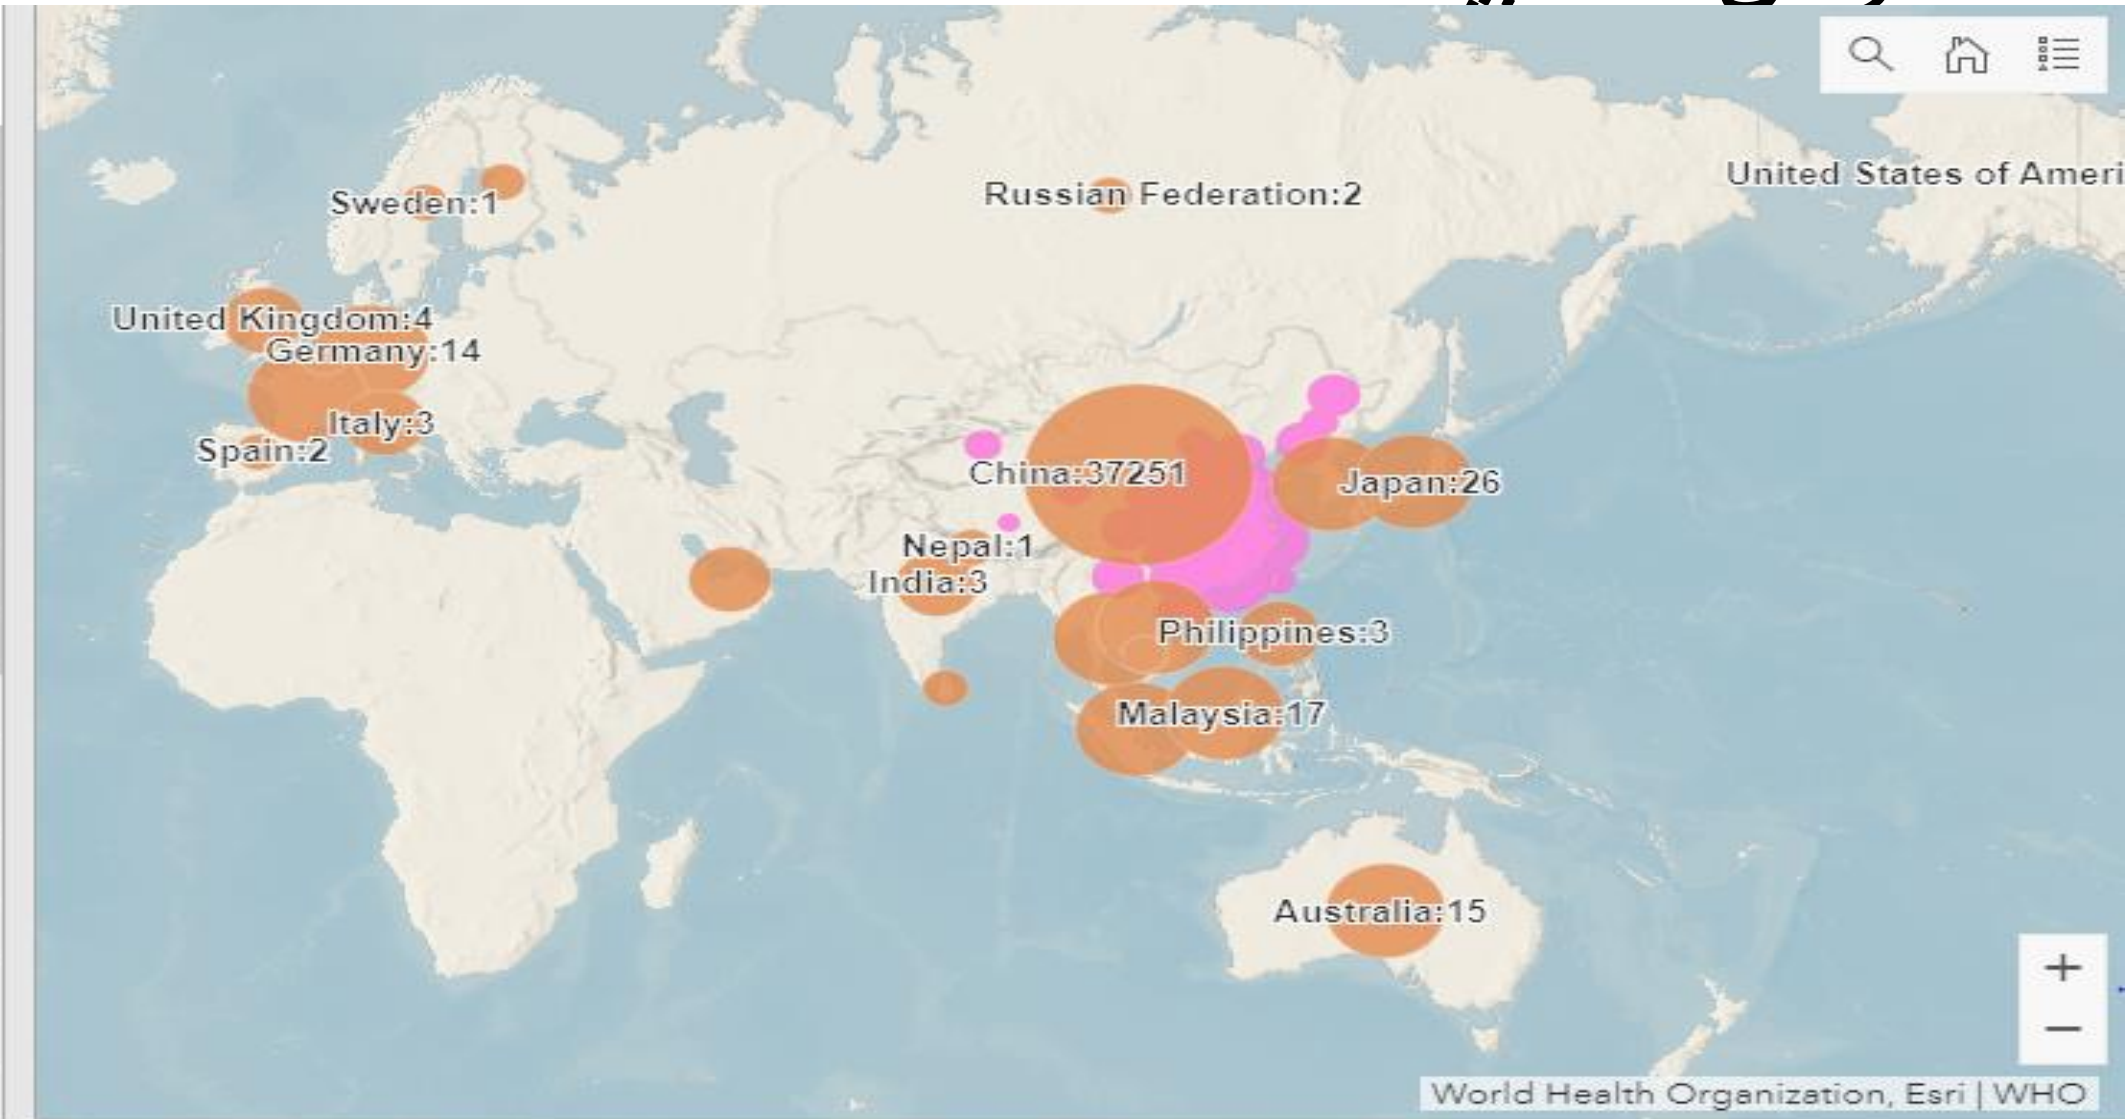 United States of Ameri
Russian Federation:2
Sweden:1
United Kingdom:4
Germany:14
Italy:3
Spain:2
China:37251
Japan:26
Nepal:1
India:3
Philippines:3
Malaysia:17
Australia:15
+
−
World Health Organization, Esri | WHO